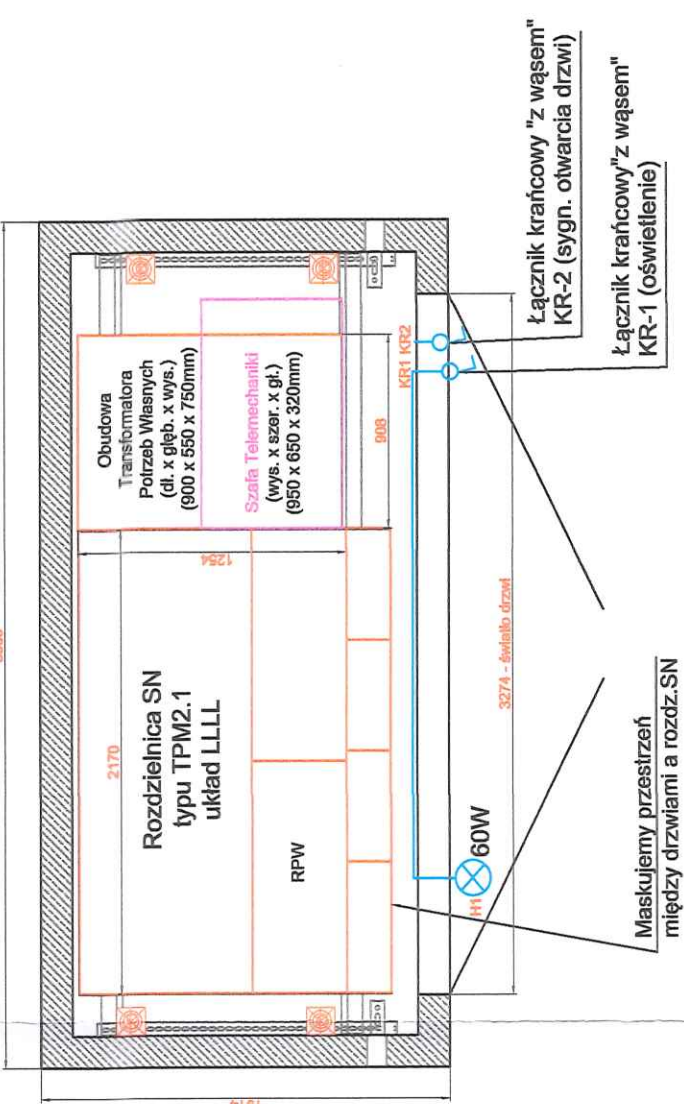 Obudowa
Transformatora
Potrzeb Własnych
(dł. x głęb. x wys.)
(900 x 550 x 750mm)
Szafa Telemechaniki
(wys. x szer. x gł.)
(950 x 650 x 320mm)
908
1254
2170
Rozdzielnica SN
typu TPM2.1
układ LLLL
RPW
KR1 KR2
H1
60W
3274 - światło drzwi
Łącznik krańcowy "z wąsem"
KR-2 (sygn. otwarcia drzwi)
Łącznik krańcowy"z wąsem"
KR-1 (oświetlenie)
Maskujemy przestrzeń
między drzwiami a rozdz.SN